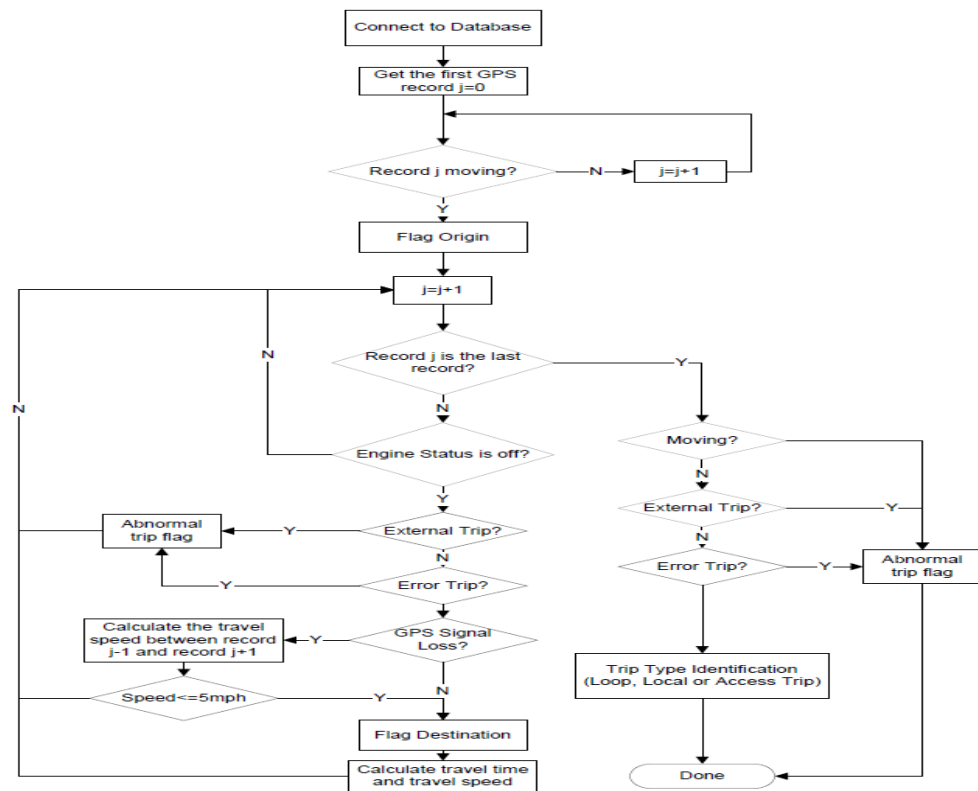 Connect to Database
Get the first GPS
record j=0
Record j moving?
N
j=j+1
Y
Flag Origin
j=j+1
Record j is the last
record?
Y
N
N
N
Engine Status is off?
Moving?
Y
N
Abnormal
trip flag
Y
External Trip?
External Trip?
Y
N
N
Y
Error Trip?
Error Trip?
Y
Abnormal
trip flag
Calculate the travel
speed between record
j-1 and record j+1
Y
GPS Signal
Loss?
Trip Type Identification
(Loop, Local or Access Trip)
Speed<=5mph
Y
N
Flag Destination
Calculate travel time
and travel speed
Done